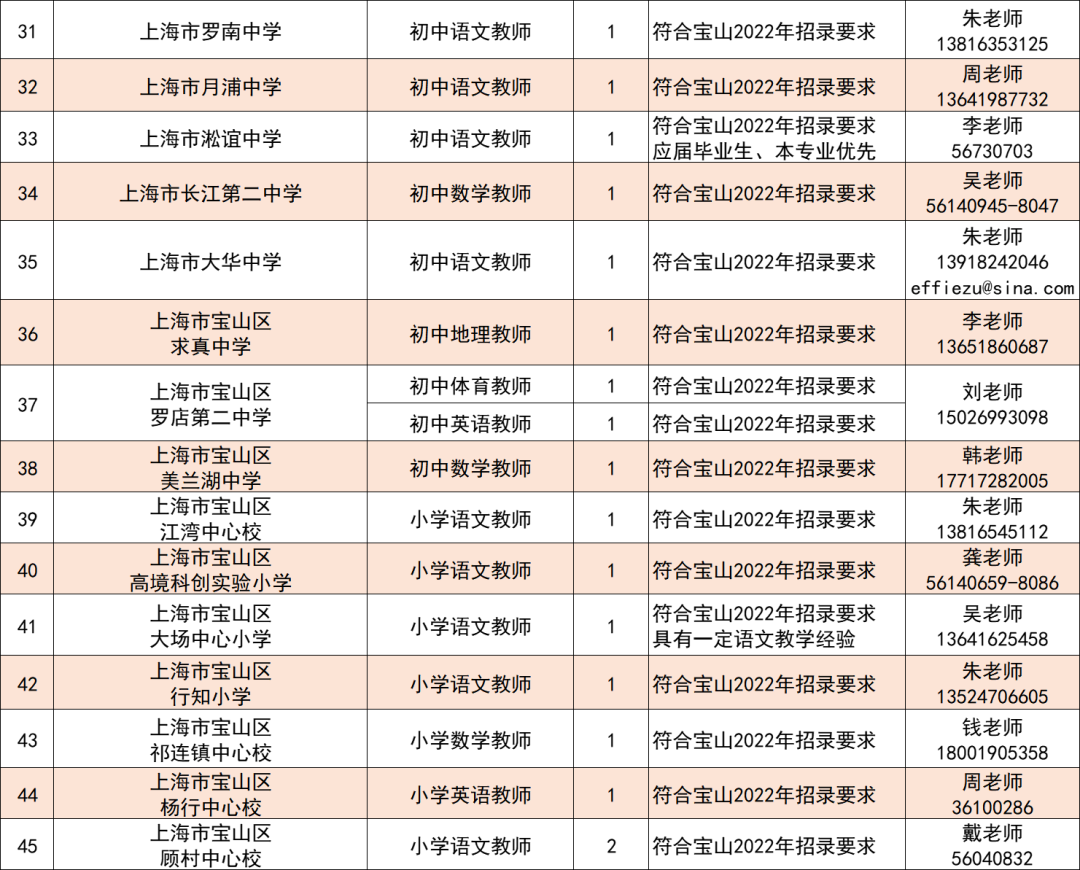 31
上海市罗南中学
初中语文教师
1
符合宝山2022年招录要求
朱老师
13816353125
32
上海市月浦中学
初中语文教师
1
符合宝山2022年招录要求
周老师
13641987732
33
上海市淞谊中学
初中语文教师
1
符合宝山2022年招录要求
应届毕业生、本专业优先
李老师
56730703
34
上海市长江第二中学
初中数学教师
1
符合宝山2022年招录要求
吴老师
56140945-8047
35
上海市大华中学
初中语文教师
1
符合宝山2022年招录要求
朱老师
13918242046
effiezu@sina.com
36
上海市宝山区
求真中学
初中地理教师
1
符合宝山2022年招录要求
李老师
13651860687
37
上海市宝山区
罗店第二中学
初中体育教师
1
符合宝山2022年招录要求
初中英语教师
1
符合宝山2022年招录要求
刘老师
15026993098
38
上海市宝山区
美兰湖中学
初中数学教师
1
符合宝山2022年招录要求
韩老师
17717282005
39
上海市宝山区
江湾中心校
小学语文教师
1
符合宝山2022年招录要求
朱老师
13816545112
40
上海市宝山区
高境科创实验小学
小学语文教师
1
符合宝山2022年招录要求
龚老师
56140659-8086
41
上海市宝山区
大场中心小学
小学语文教师
1
符合宝山2022年招录要求
具有一定语文教学经验
吴老师
13641625458
42
上海市宝山区
行知小学
小学语文教师
1
符合宝山2022年招录要求
朱老师
13524706605
43
上海市宝山区
祁连镇中心校
小学数学教师
1
符合宝山2022年招录要求
钱老师
18001905358
44
上海市宝山区
杨行中心校
小学英语教师
1
符合宝山2022年招录要求
周老师
36100286
45
上海市宝山区
顾村中心校
小学语文教师
2
符合宝山2022年招录要求
戴老师
56040832